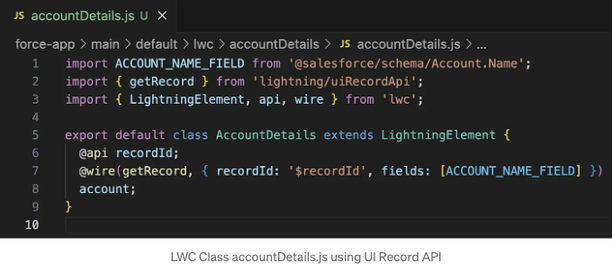 JS accountDetails.js U ×
force-app > main > default > lwc > accountDetails > JS accountDetails.js > ...
1 import ACCOUNT_NAME_FIELD from '@salesforce/schema/Account.Name';
2 import { getRecord } from 'lightning/uiRecordApi';
3 import { LightningElement, api, wire } from 'lwc';
4
5 export default class AccountDetails extends LightningElement {
6 @api recordId;
7 @wire(getRecord, { recordId: '$recordId', fields: [ACCOUNT_NAME_FIELD] })
8 account;
9 }
10
LWC Class accountDetails.js using UI Record API